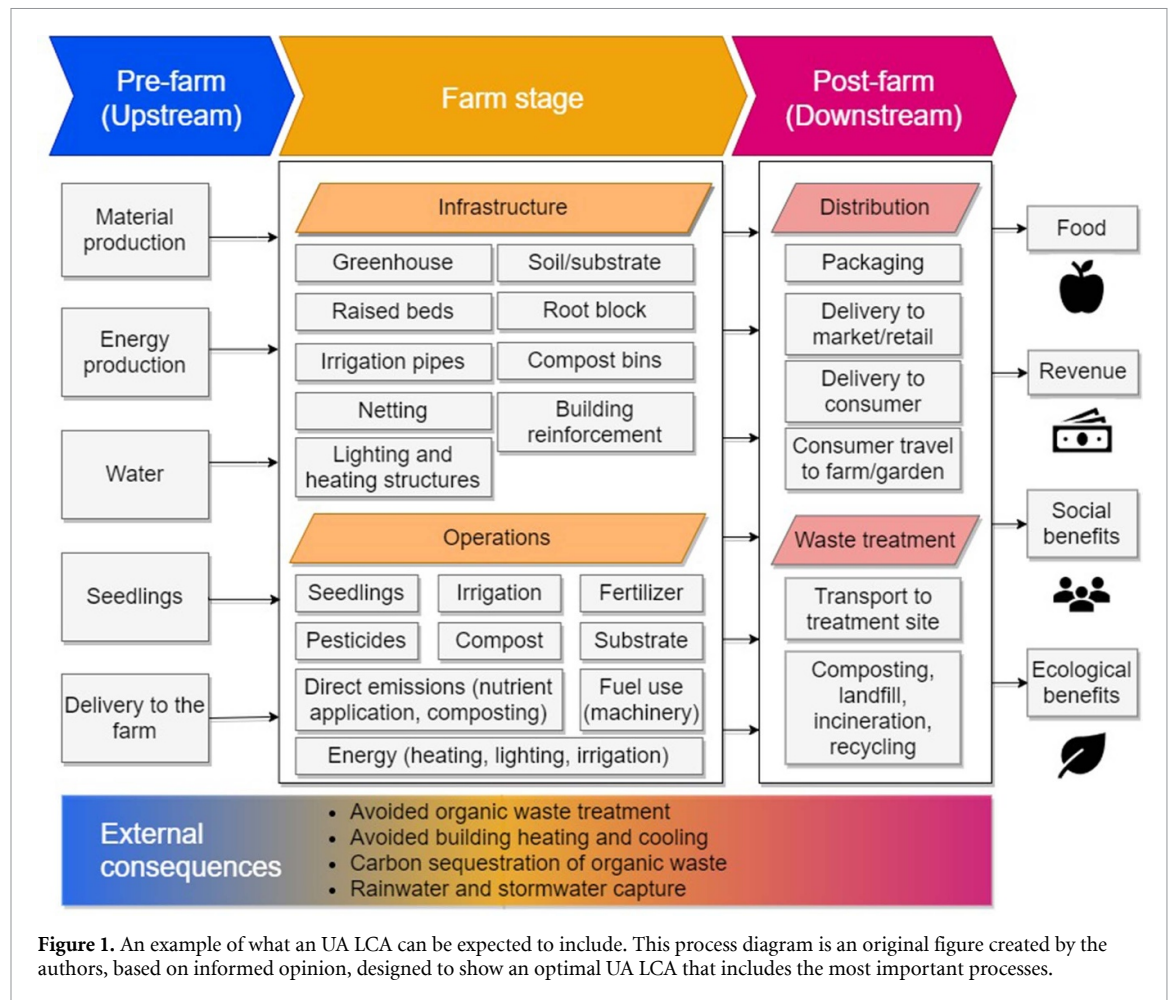 Pre-farm
(Upstream)
Farm stage
Post-farm
(Downstream)
Material
production
Energy
production
Water
Seedlings
Delivery to the
farm
Infrastructure
Greenhouse
Soil/substrate
Raised beds
Root block
Irrigation pipes
Compost bins
Netting
Building
reinforcement
Lighting and
heating structures
Operations
Seedlings
Irrigation
Fertilizer
Pesticides
Compost
Substrate
Direct emissions (nutrient
application, composting)
Fuel use
(machinery)
Energy (heating, lighting, irrigation)
Distribution
Packaging
Delivery to
market/retail
Delivery to
consumer
Consumer travel
to farm/garden
Waste treatment
Transport to
treatment site
Composting,
landfill,
incineration,
recycling
Food
Revenue
Social
benefits
Ecological
benefits
External
consequences
• Avoided organic waste treatment
• Avoided building heating and cooling
• Carbon sequestration of organic waste
• Rainwater and stormwater capture
Figure 1. An example of what an UA LCA can be expected to include. This process diagram is an original figure created by the
authors, based on informed opinion, designed to show an optimal UA LCA that includes the most important processes.